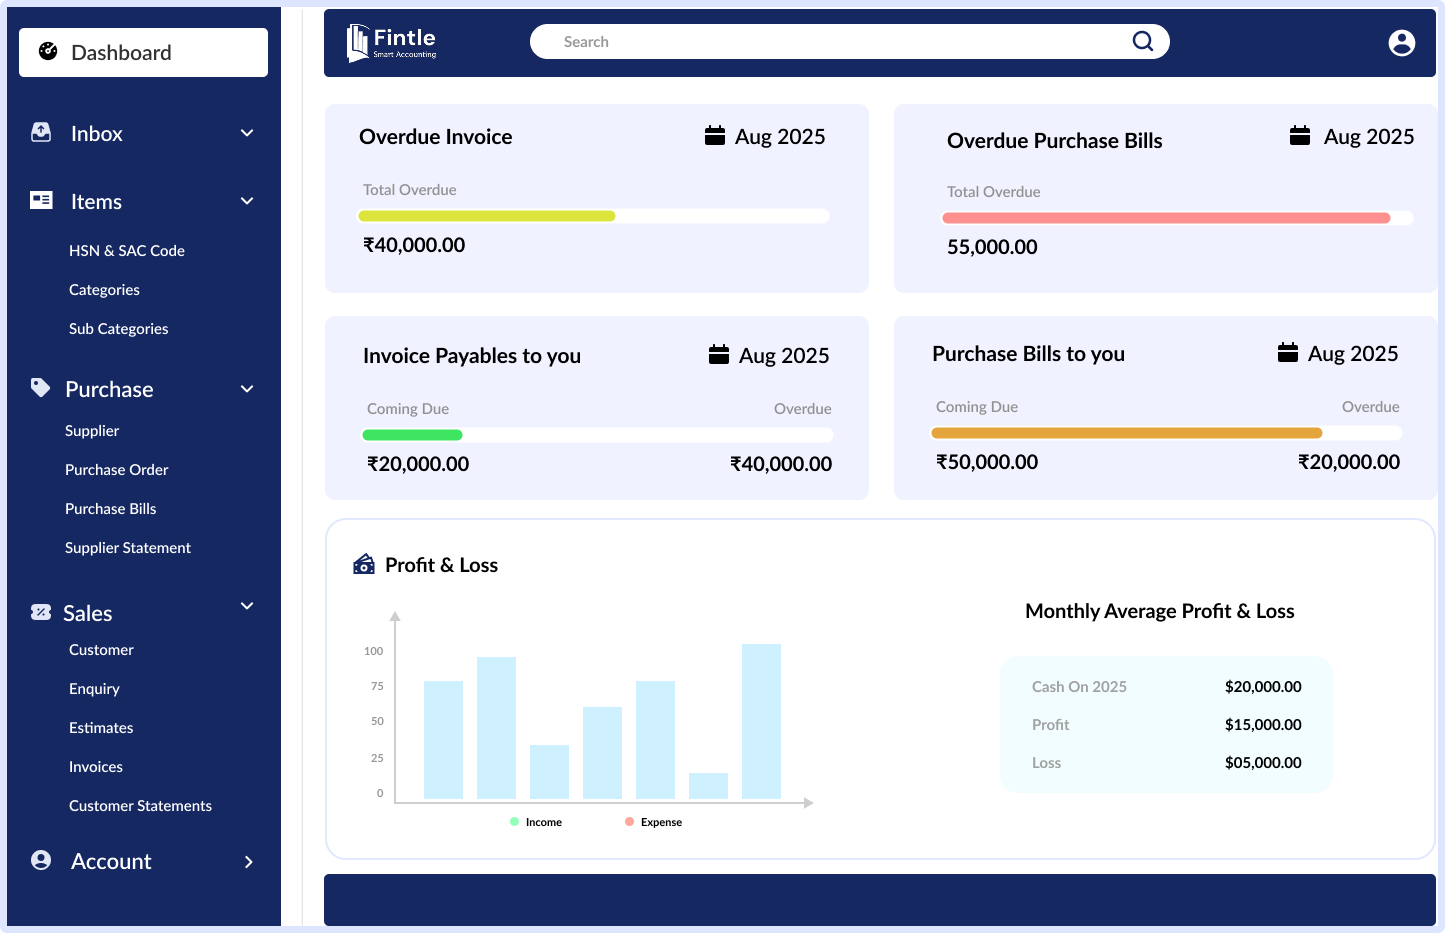 Dashboard
Inbox
Items
HSN & SAC Code
Categories
Sub Categories
Purchase
Supplier
Purchase Order
Purchase Bills
Supplier Statement
Sales
Customer
Enquiry
Estimates
Invoices
Customer Statements
Account
Fintle
Smart Accounting
Search
Overdue Invoice
Aug 2025
Total Overdue
₹40,000.00
Overdue Purchase Bills
Aug 2025
Total Overdue
55,000.00
Invoice Payables to you
Aug 2025
Coming Due
Overdue
₹20,000.00
₹40,000.00
Purchase Bills to you
Aug 2025
Coming Due
Overdue
₹50,000.00
₹20,000.00
Profit & Loss
100
75
50
25
0
Income
Expense
Monthly Average Profit & Loss
Cash On 2025
$20,000.00
Profit
$15,000.00
Loss
$05,000.00